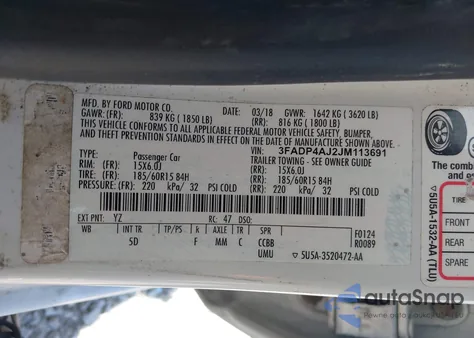 MFD. BY FORD MOTOR CO.
DATE: 03/18 GVWR: 1642 KG ( 3620 LB)
GAWR: (FR): 839 KG ( 1850 LB) (RR): 816 KG ( 1800 LB)
THIS VEHICLE CONFORMS TO ALL APPLICABLE FEDERAL MOTOR VEHICLE SAFETY, BUMPER,
AND THEFT PREVENTION STANDARDS IN EFFECT ON THE DATE OF MANUFACTURE SHOWN ABOVE.
VIN: 3FADP4AJ2JM113691
TYPE: Passenger Car TRAILER TOWING - SEE OWNER GUIDE
RIM: (FR): 15X6.0J (RR): 15X6.0J
TIRE: (FR): 185/60R15 84H (RR): 185/60R15 84H
PRESSURE: (FR) 220 kPa/ 32 PSI (RR) 220 kPa/ 32 PSI
EXT PNT: YZ RC: 47 DSO:
WB INT TR TP/PS R AXLE TR SPR F0124
5D F MM C CCBB R0089
UMU 5U5A-3520472-AA
5U5A-1532-AA (TLU)
The comb
and
TIRE
FRONT
REAR
SPARE
autoSnap